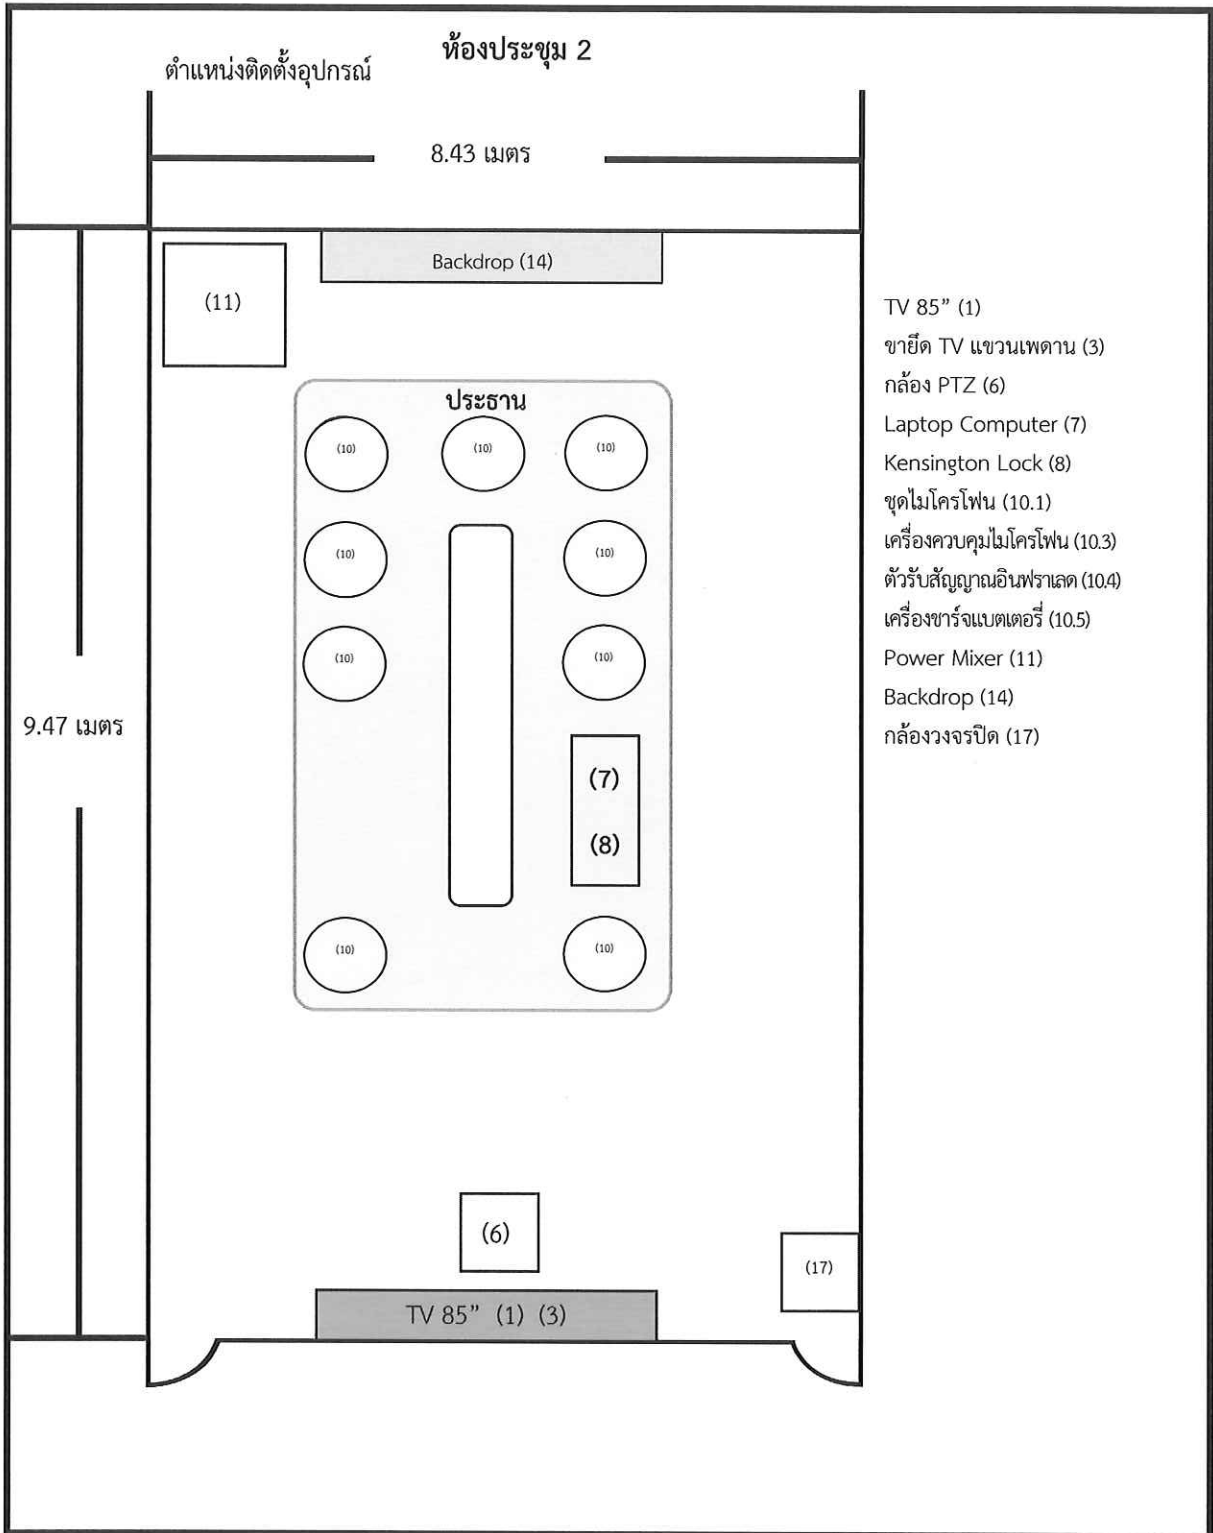 ห้องประชุม 2
ตำแหน่งติดตั้งอุปกรณ์
8.43 เมตร
Backdrop (14)
(11)
ประธาน
(10) (10) (10)
(10) (10)
(10) (10)
(7)
(8)
(10) (10)
9.47 เมตร
(6)
(17)
TV 85” (1) (3)
TV 85” (1)
ขายึด TV แขวนเพดาน (3)
กล้อง PTZ (6)
Laptop Computer (7)
Kensington Lock (8)
ชุดไมโครโฟน (10.1)
เครื่องควบคุมไมโครโฟน (10.3)
ตัวรับสัญญาณอินฟราเลด (10.4)
เครื่องชาร์จแบตเตอรี่ (10.5)
Power Mixer (11)
Backdrop (14)
กล้องวงจรปิด (17)